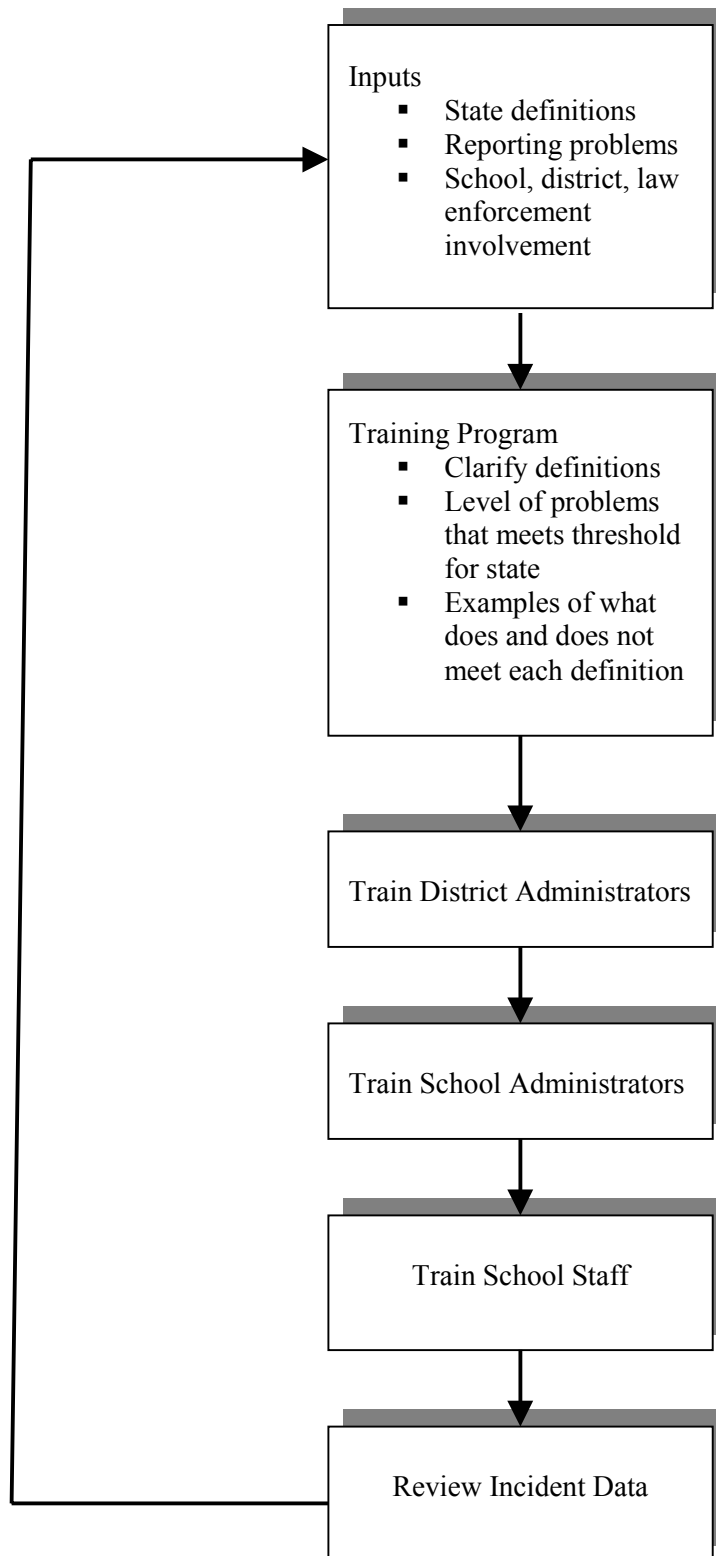 Inputs
▪ State definitions
▪ Reporting problems
▪ School, district, law
enforcement
involvement
Training Program
▪ Clarify definitions
▪ Level of problems
that meets threshold
for state
▪ Examples of what
does and does not
meet each definition
Train District Administrators
Train School Administrators
Train School Staff
Review Incident Data